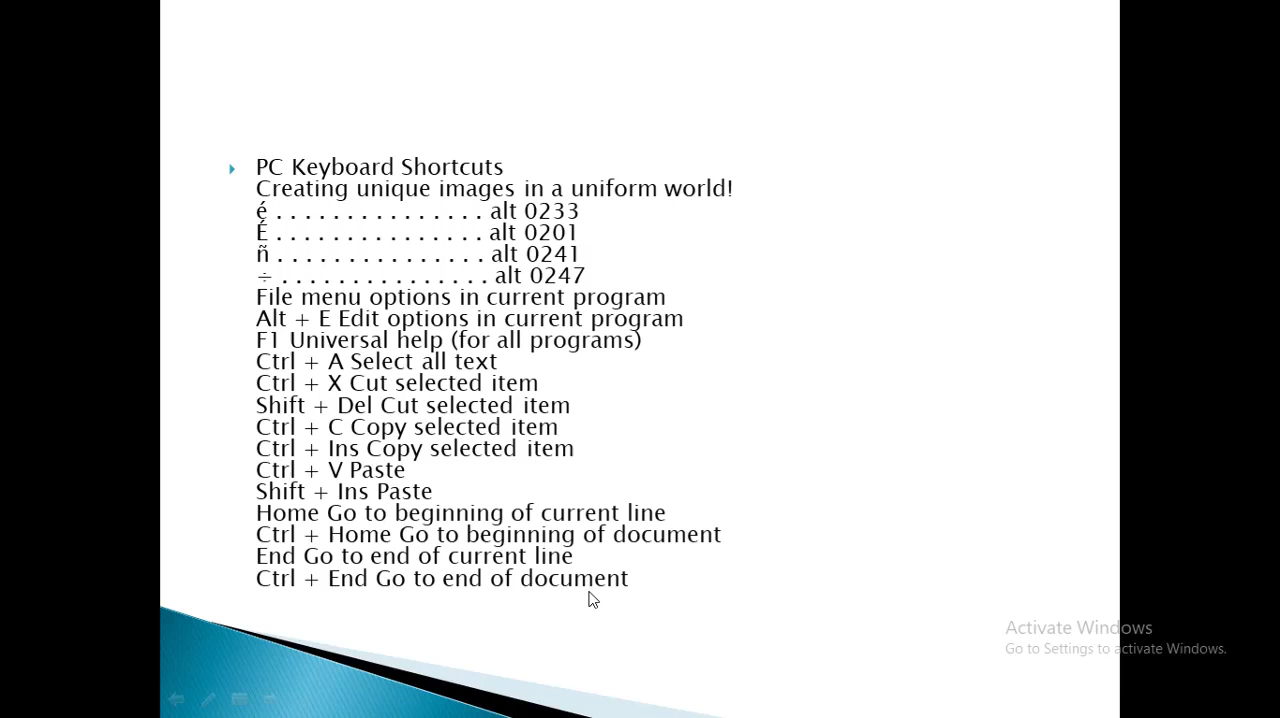 PC Keyboard Shortcuts
Creating unique images in a uniform world!
é . . . . . . . . . . . . . . . alt 0233
É . . . . . . . . . . . . . . . alt 0201
ñ . . . . . . . . . . . . . . . alt 0241
÷ . . . . . . . . . . . . . . . alt 0247
File menu options in current program
Alt + E Edit options in current program
F1 Universal help (for all programs)
Ctrl + A Select all text
Ctrl + X Cut selected item
Shift + Del Cut selected item
Ctrl + C Copy selected item
Ctrl + Ins Copy selected item
Ctrl + V Paste
Shift + Ins Paste
Home Go to beginning of current line
Ctrl + Home Go to beginning of document
End Go to end of current line
Ctrl + End Go to end of document
Activate Windows
Go to Settings to activate Windows.